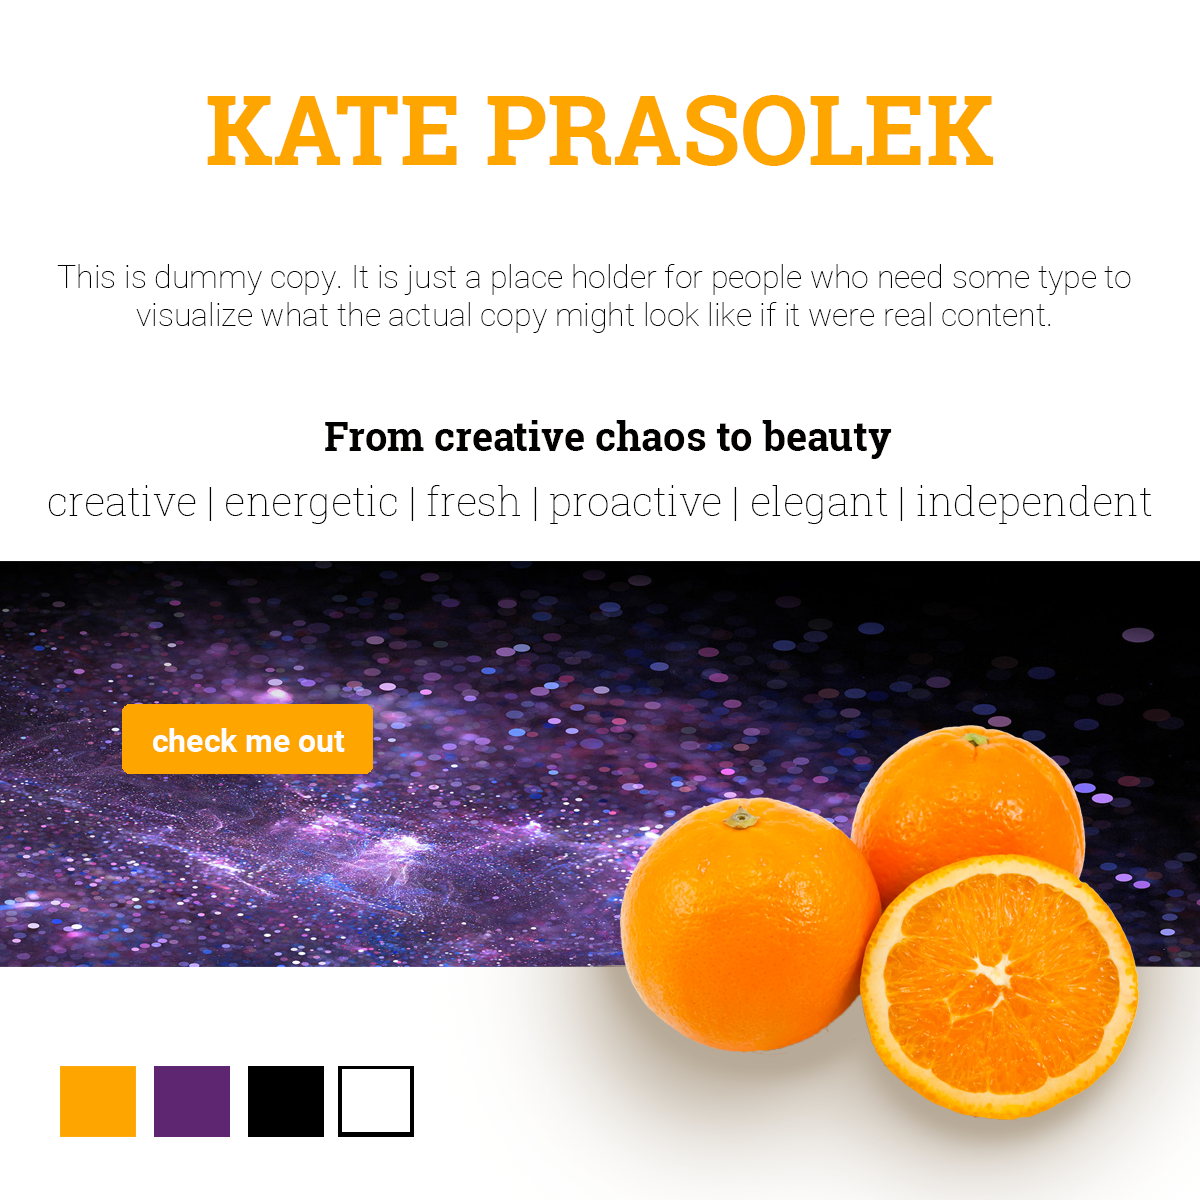 KATE PRASOLEK
This is dummy copy. It is just a place holder for people who need some type to
visualize what the actual copy might look like if it were real content.
From creative chaos to beauty
creative | energetic | fresh | proactive | elegant | independent
check me out